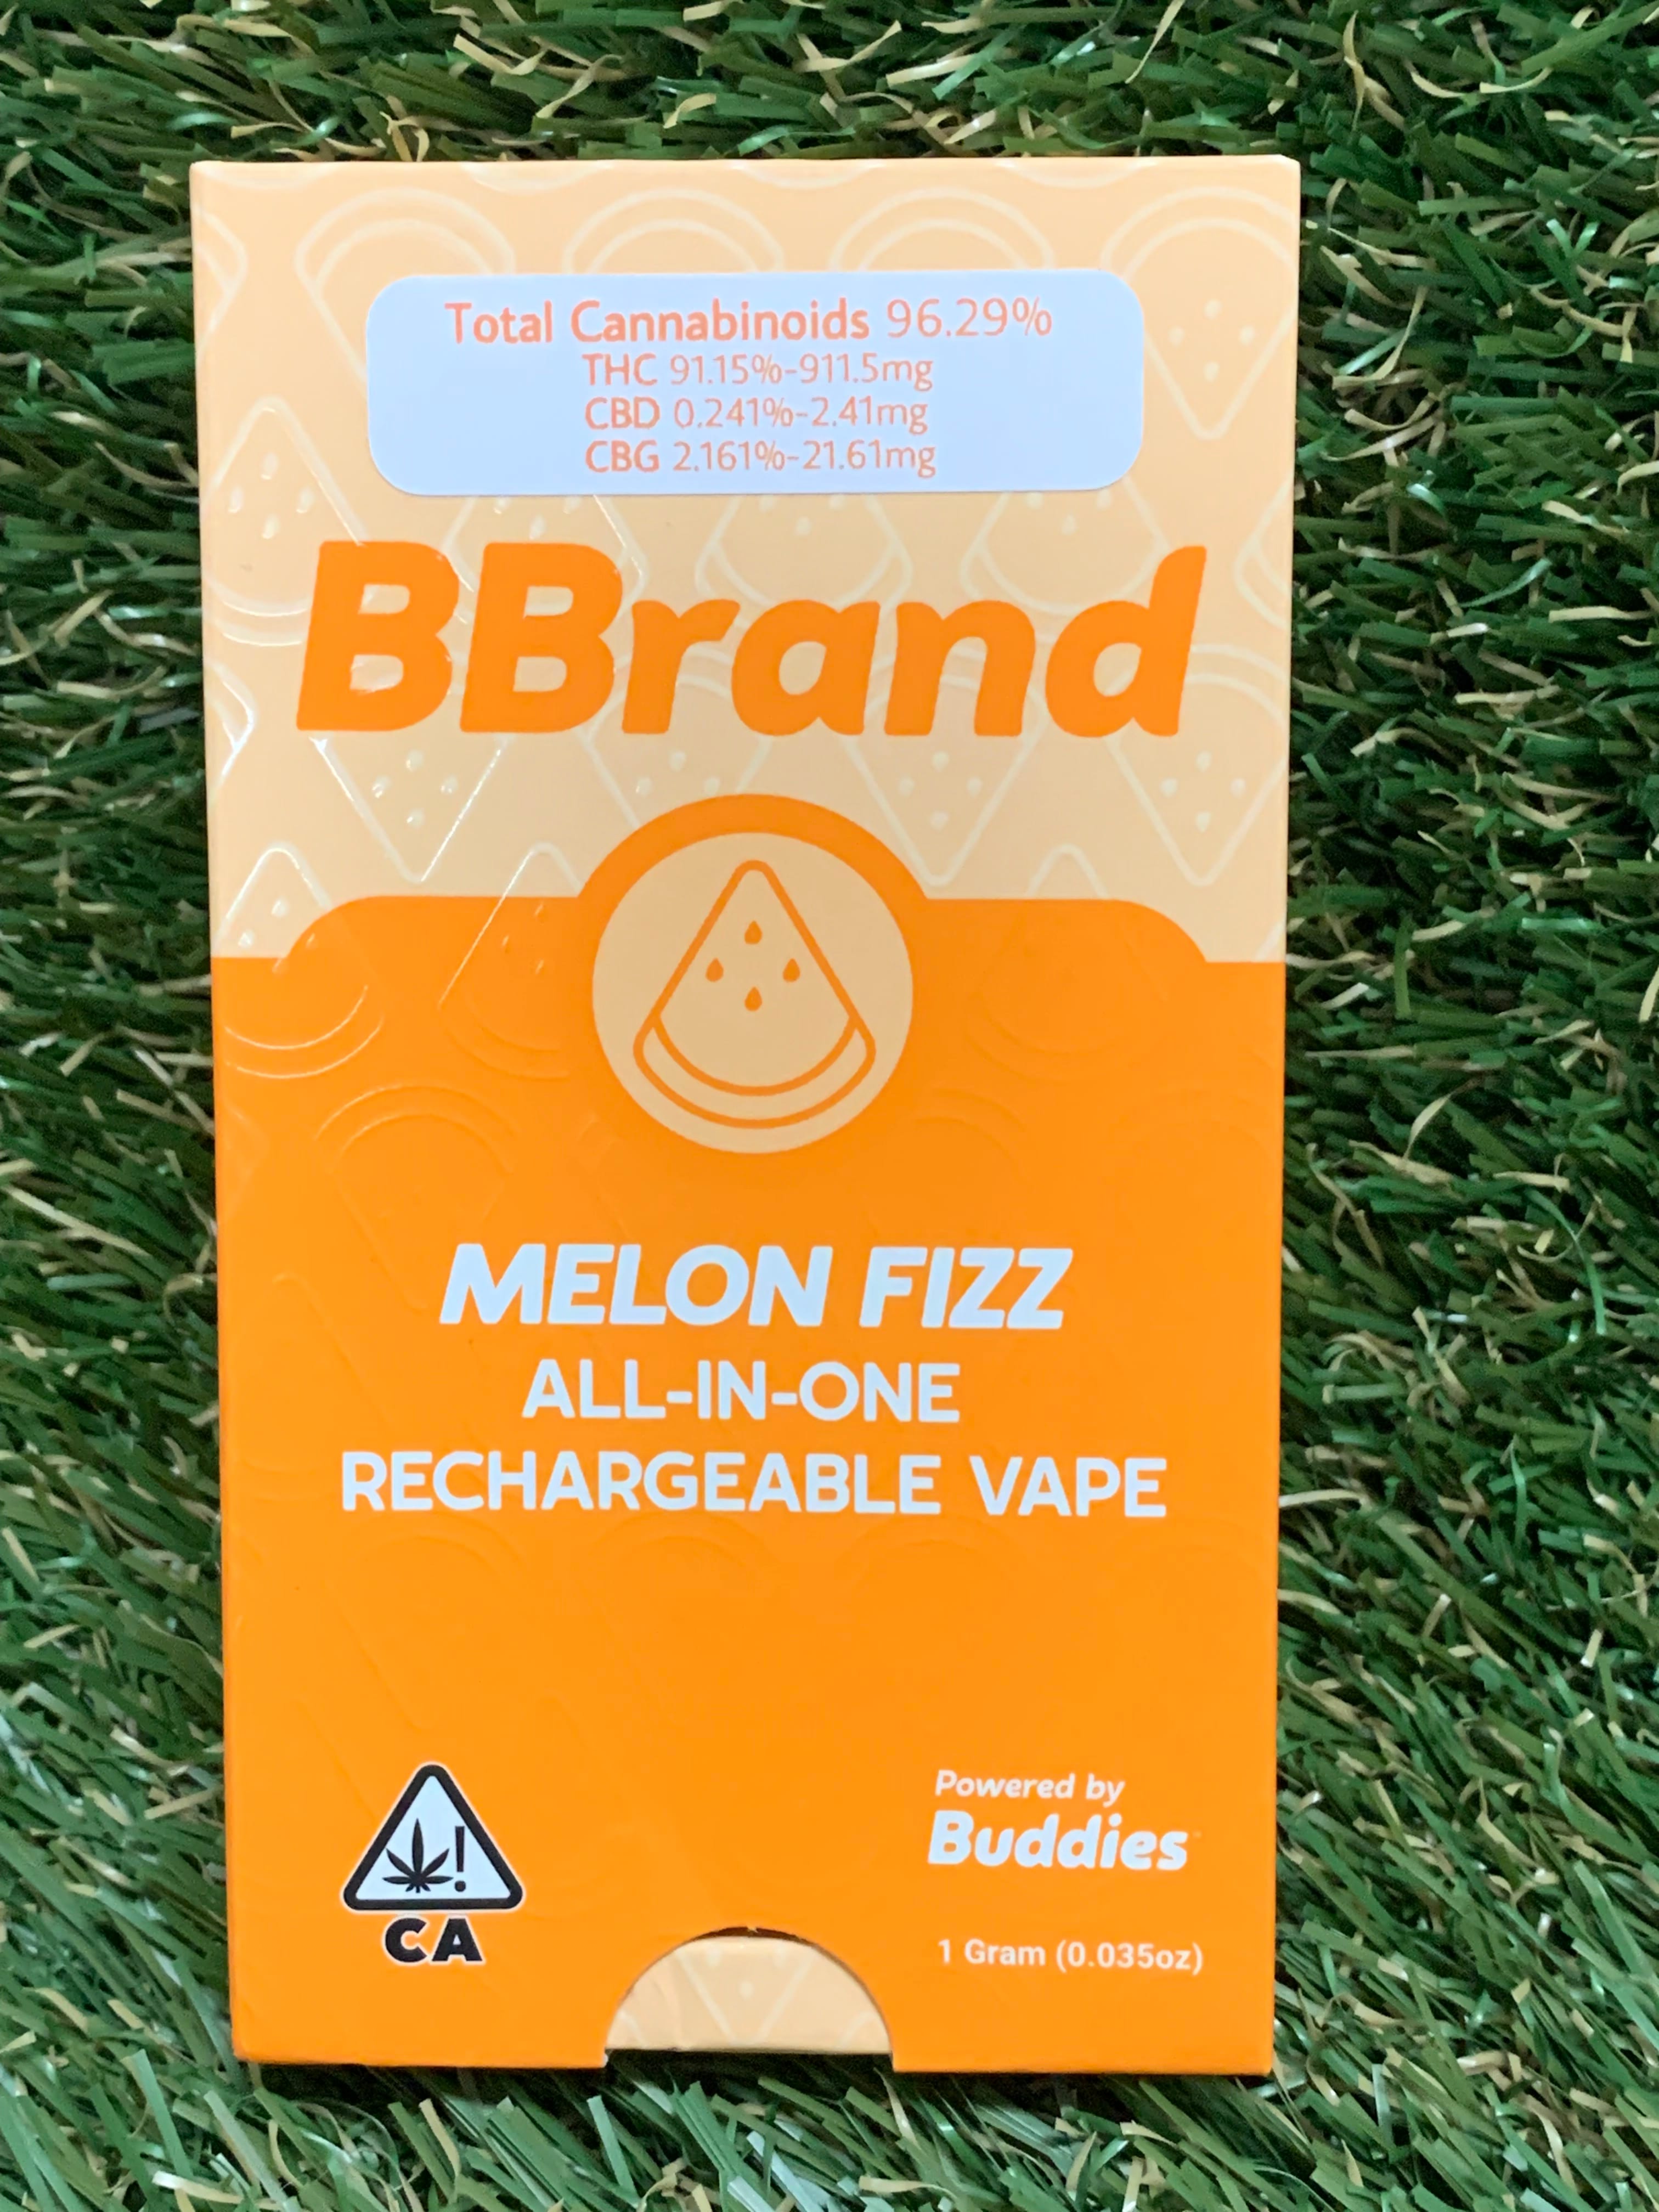 Total Cannabinoids 96.29%
THC 91.15%-911.5mg
CBD 0.241%-2.41mg
CBG 2.161%-21.61mg
BBrand
MELON FIZZ
ALL-IN-ONE
RECHARGEABLE VAPE
Powered by
Buddies
!
CA
1 Gram (0.035oz)